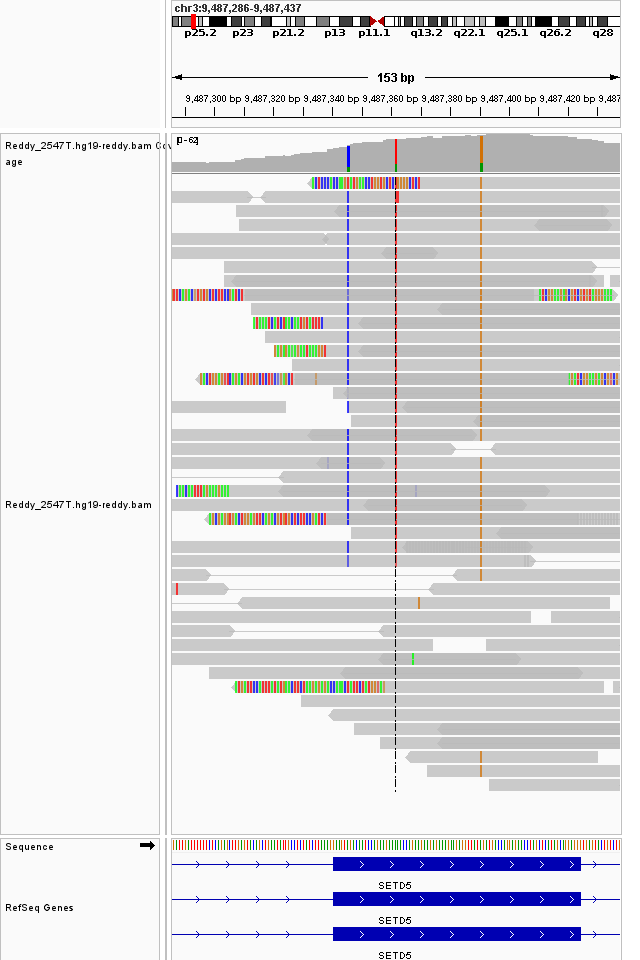 chr3:9,487,286-9,487,437
p25.2 p23 p21.2 p13 p11.1 q13.2 q22.1 q25.1 q26.2 q28
153 bp
9,487,300 bp 9,487,320 bp 9,487,340 bp 9,487,360 bp 9,487,380 bp 9,487,400 bp 9,487,420 bp 9,487
Reddy_2547T.hg19-reddy.bam Cov
age
[0-62]
Reddy_2547T.hg19-reddy.bam
Sequence
SETD5
RefSeq Genes
SETD5
SETD5